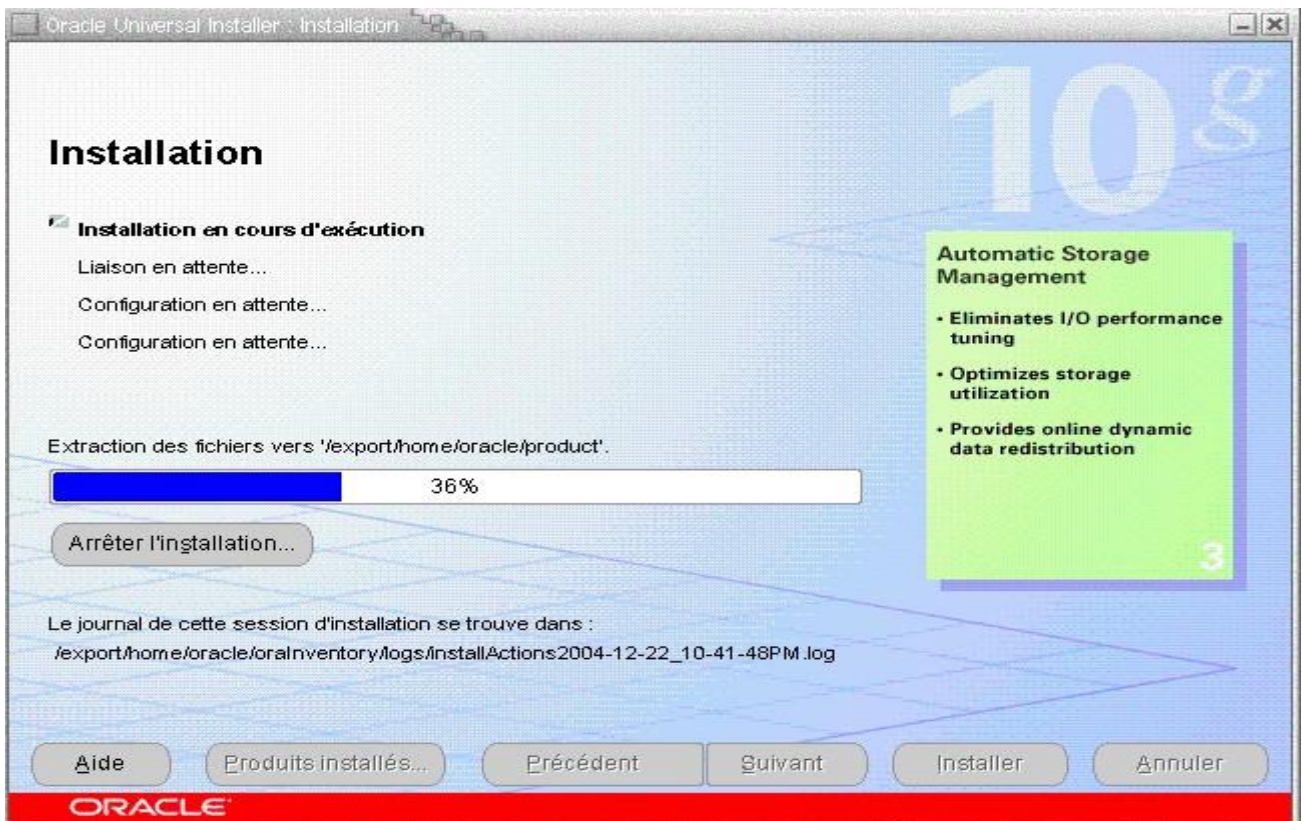 Oracle Universal Installer : Installation
10g
Installation
Installation en cours d'exécution
Liaison en attente...
Configuration en attente...
Configuration en attente...
Automatic Storage
Management
• Eliminates I/O performance
tuning
• Optimizes storage
utilization
• Provides online dynamic
data redistribution
3
Extraction des fichiers vers '/export/home/oracle/product'.
36%
Arrêter l'installation...
Le journal de cette session d'installation se trouve dans :
/export/home/oracle/oraInventory/logs/installActions2004-12-22_10-41-48PM.log
Aide Produits installés... Précédent Suivant Installer Annuler
ORACLE